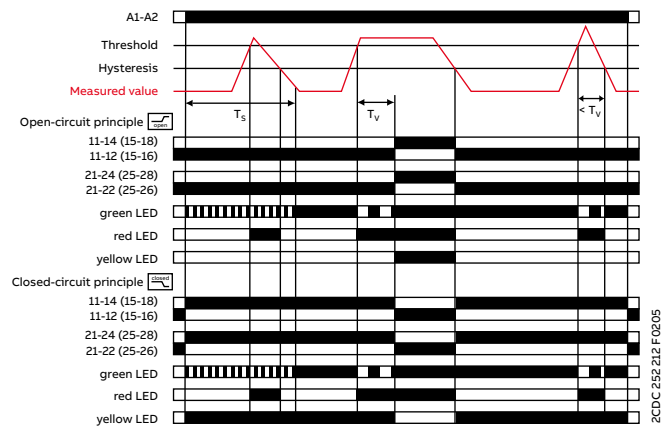 A1-A2
Threshold
Hysteresis
Measured value
Ts
Tv
< Tv
Open-circuit principle open
11-14 (15-18)
11-12 (15-16)
21-24 (25-28)
21-22 (25-26)
green LED
red LED
yellow LED
Closed-circuit principle closed
11-14 (15-18)
11-12 (15-16)
21-24 (25-28)
21-22 (25-26)
green LED
red LED
yellow LED
2CDC 252 212 F0205